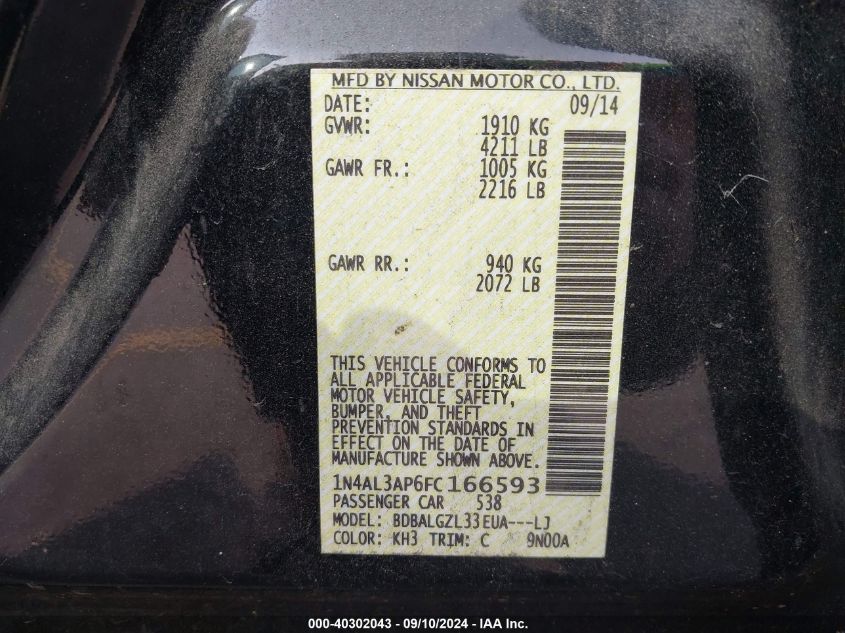 MFD BY NISSAN MOTOR CO., LTD.
DATE: 09/14
GVWR: 1910 KG
4211 LB
GAWR FR.: 1005 KG
2216 LB
GAWR RR.: 940 KG
2072 LB
THIS VEHICLE CONFORMS TO
ALL APPLICABLE FEDERAL
MOTOR VEHICLE SAFETY,
BUMPER, AND THEFT
PREVENTION STANDARDS IN
EFFECT ON THE DATE OF
MANUFACTURE SHOWN ABOVE.
1N4AL3AP6FC166593
PASSENGER CAR 538
MODEL: BDBALGZL33EUA---LJ
COLOR: KH3 TRIM: C 9N00A
000-40302043 - 09/10/2024 - IAA Inc.